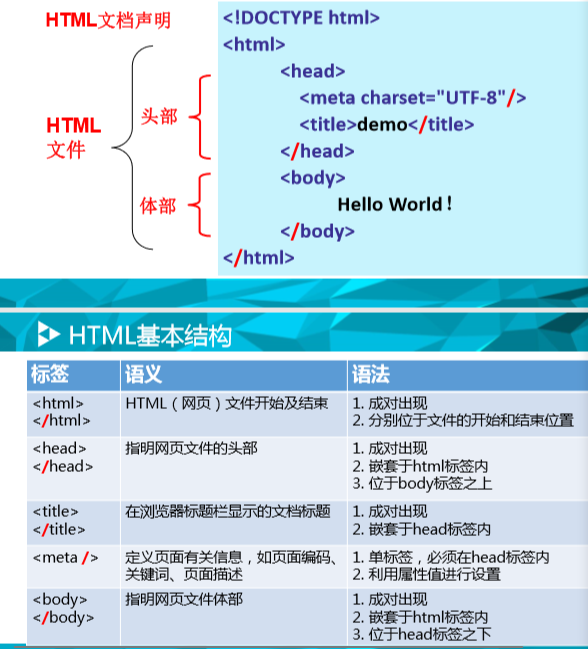 HTML文档声明
<!DOCTYPE html>
<html>
<head>
头部
<meta charset="UTF-8"/>
HTML
文件
<title>demo</title>
</head>
<body>
体部
Hello World!
</body>
</html>
HTML基本结构
标签 语义 语法
<html> HTML（网页）文件开始及结束 1. 成对出现
</html> 2. 分别位于文件的开始和结束位置
<head> 指明网页文件的头部 1. 成对出现
</head> 2. 嵌套于html标签内
3. 位于body标签之上
<title> 在浏览器标题栏显示的文档标题 1. 成对出现
</title> 2. 嵌套于head标签内
<meta /> 定义页面有关信息，如页面编码、 1. 单标签，必须在head标签内
关键词、页面描述 2. 利用属性值进行设置
<body> 指明网页文件体部 1. 成对出现
</body> 2. 嵌套于html标签内
3. 位于head标签之下